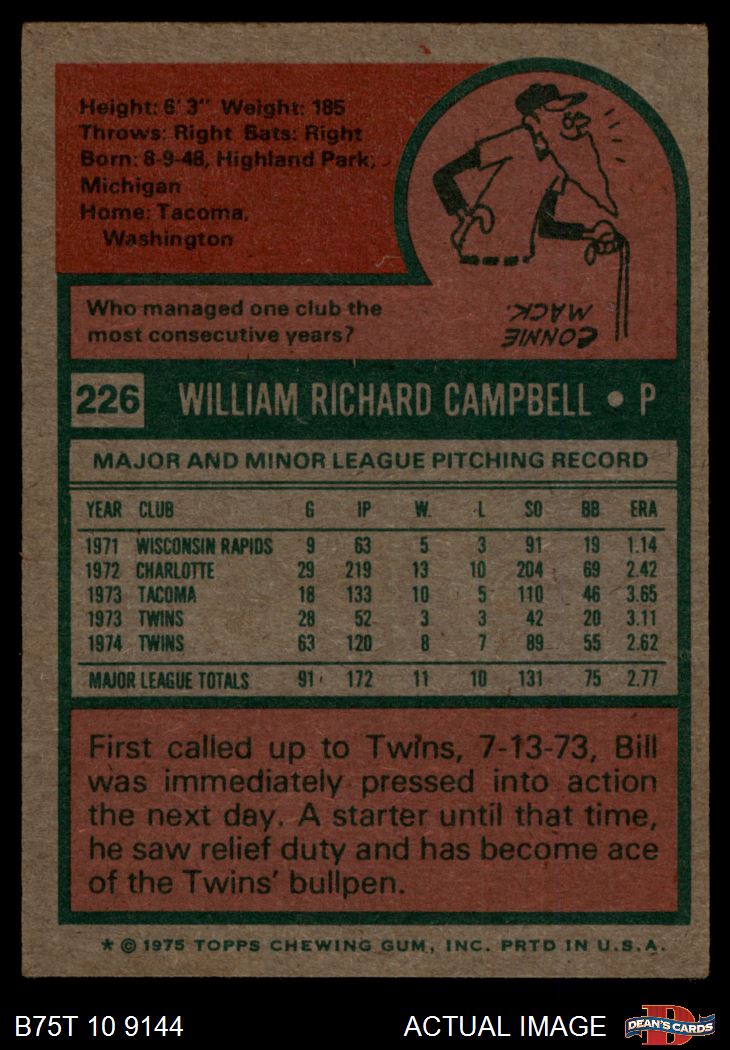 Height: 6'3" Weight: 185
Throws: Right Bats: Right
Born: 8-9-48, Highland Park,
Michigan
Home: Tacoma,
Washington
Who managed one club the
most consecutive years?
CONNIE
MACK.
226 WILLIAM RICHARD CAMPBELL • P
MAJOR AND MINOR LEAGUE PITCHING RECORD
YEAR CLUB G IP W. L SO BB ERA
1971 WISCONSIN RAPIDS 9 63 5 3 91 19 1.14
1972 CHARLOTTE 29 219 13 10 204 69 2.42
1973 TACOMA 18 133 10 5 110 46 3.65
1973 TWINS 28 52 3 3 42 20 3.11
1974 TWINS 63 120 8 7 89 55 2.62
MAJOR LEAGUE TOTALS 91 172 11 10 131 75 2.77
First called up to Twins, 7-13-73, Bill
was immediately pressed into action
the next day. A starter until that time,
he saw relief duty and has become ace
of the Twins' bullpen.
* © 1975 TOPPS CHEWING GUM, INC. PRTD IN U.S.A.
B75T 10 9144 ACTUAL IMAGE D DEAN'S CARDS